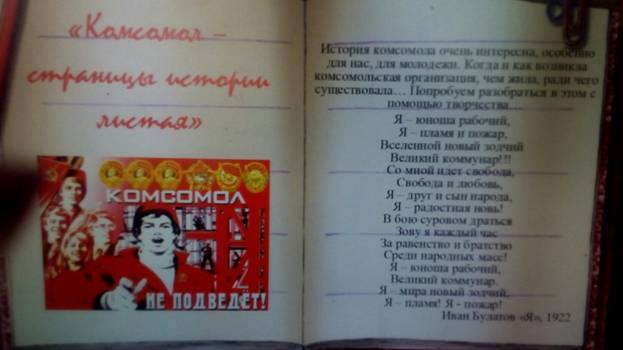 «Комсомол –
страницы истории
листая»
КОМСОМОЛ
НЕ ПОДВЕДЁТ!
История комсомола очень интересна, особенно
для нас, для молодежи. Когда и как возникла
комсомольская организация, чем жила, ради чего
существовала… Попробуем разобраться в этом с
помощью творчества…
Я – юноша рабочий,
Я – пламя и пожар,
Вселенной новый зодчий
Великий коммунар!!!
Со мной идет свобода,
Свобода и любовь,
Я – друг и сын народа,
Я – радостная новь!
В бою суровом драться
Зову я каждый час
За равенство и братство
Среди народных масс!
Я – юноша рабочий,
Великий коммунар.
Я – мира новый зодчий,
Я – пламя! Я - пожар!
Иван Булатов «Я», 1922